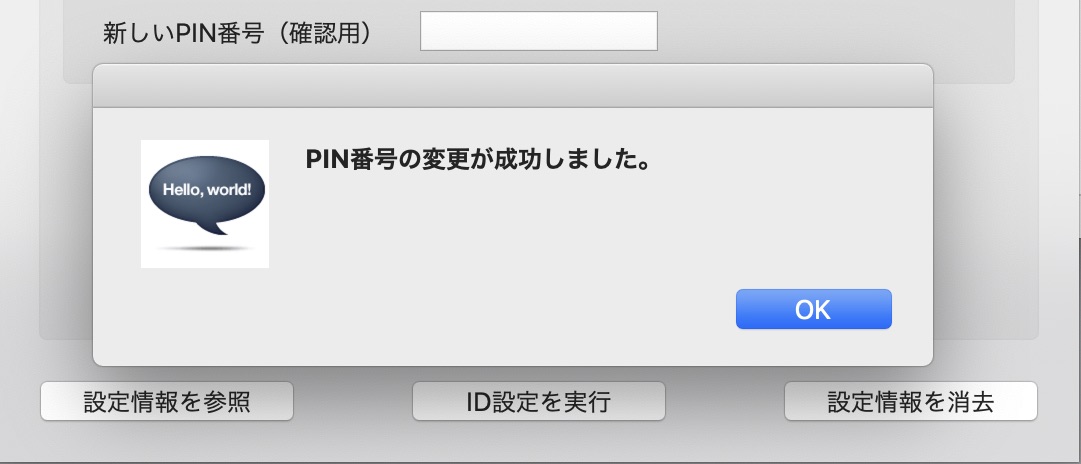 新しいPIN番号（確認用）
Hello, world!
PIN番号の変更が成功しました。
OK
設定情報を参照
ID設定を実行
設定情報を消去